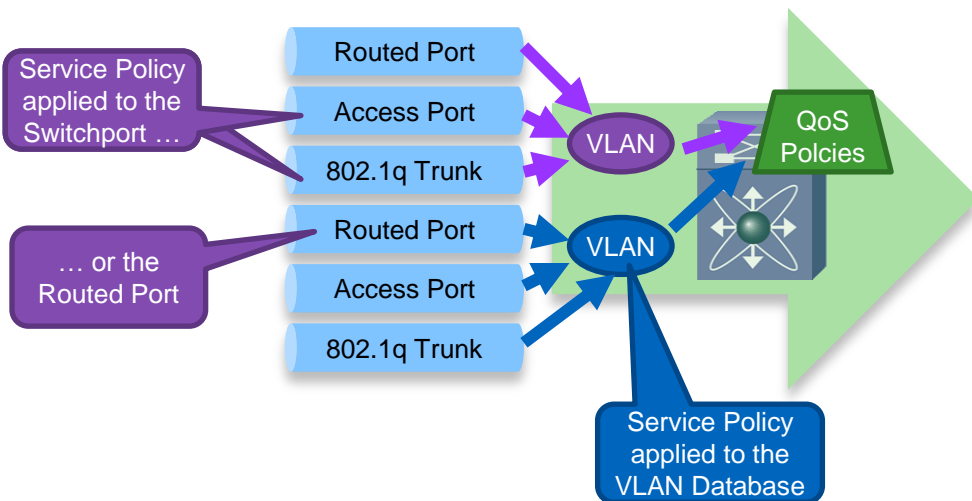 Service Policy
applied to the
Switchport …
… or the
Routed Port
Routed Port
Access Port
802.1q Trunk
Routed Port
Access Port
802.1q Trunk
VLAN
VLAN
QoS
Polcies
Service Policy
applied to the
VLAN Database